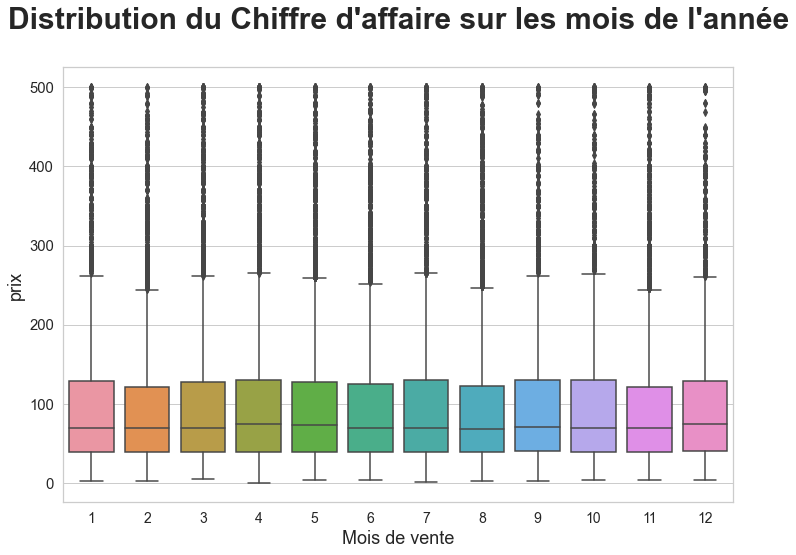 Distribution du Chiffre d'affaire sur les mois de l'année
500
400
300
200
100
0
prix
1 2 3 4 5 6 7 8 9 10 11 12
Mois de vente